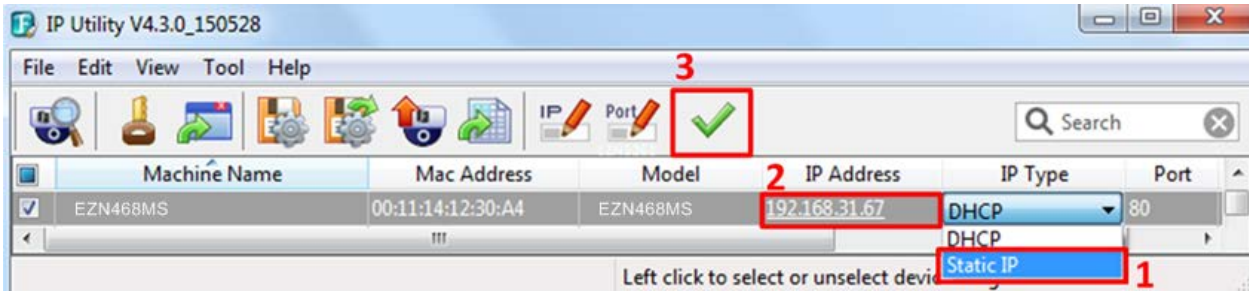 IP Utility V4.3.0_150528
File Edit View Tool Help
3
IP Port
Search
Machine Name Mac Address Model 2 IP Address IP Type Port
EZN468MS 00:11:14:12:30:A4 EZN468MS 192.168.31.67 DHCP 80
DHCP
Static IP 1
Left click to select or unselect